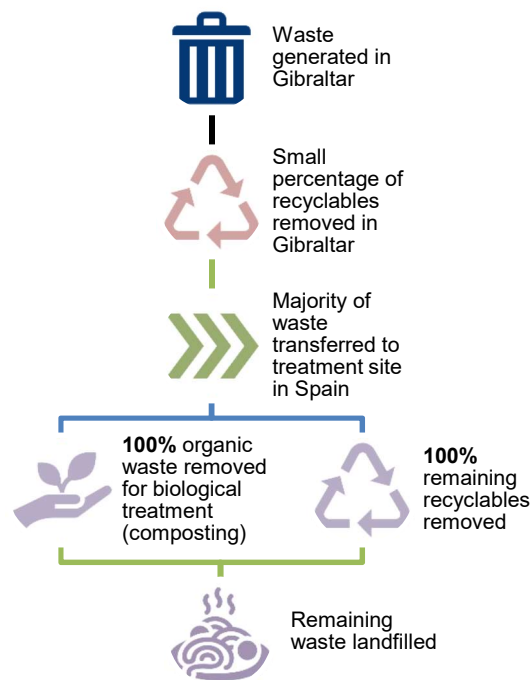 Waste
generated in
Gibraltar
Small
percentage of
recyclables
removed in
Gibraltar
Majority of
waste
transferred to
treatment site
in Spain
100% organic
waste removed
for biological
treatment
(composting)
100%
remaining
recyclables
removed
Remaining
waste landfilled